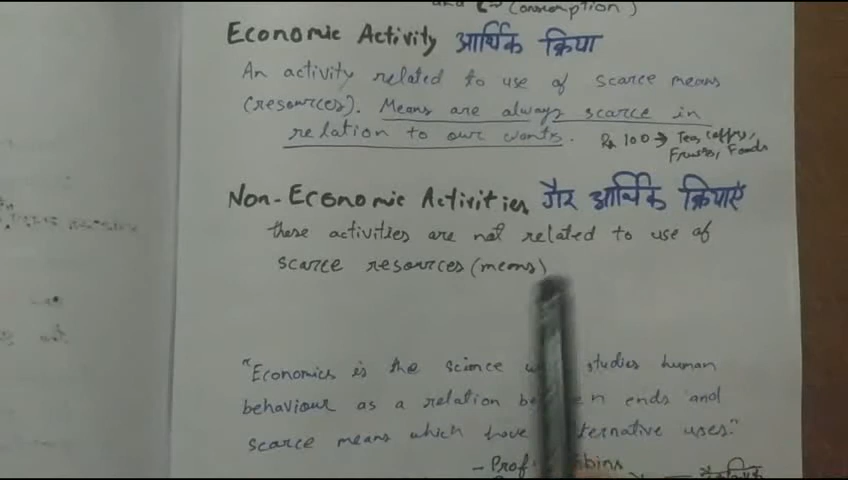 (consumption)
Economic Activity आर्थिक क्रिया
An activity related to use of scarce means
(resources). Means are always scarce in
relation to our wants. Rs 100 → Tea, Coffee,
Foods
Non-Economic Activities गैर आर्थिक क्रियाएं
these activities are not related to use of
scarce resources (means)
"Economics is the science studies human
behaviour as a relation ends and
scarce means which have uses."
- Prof.